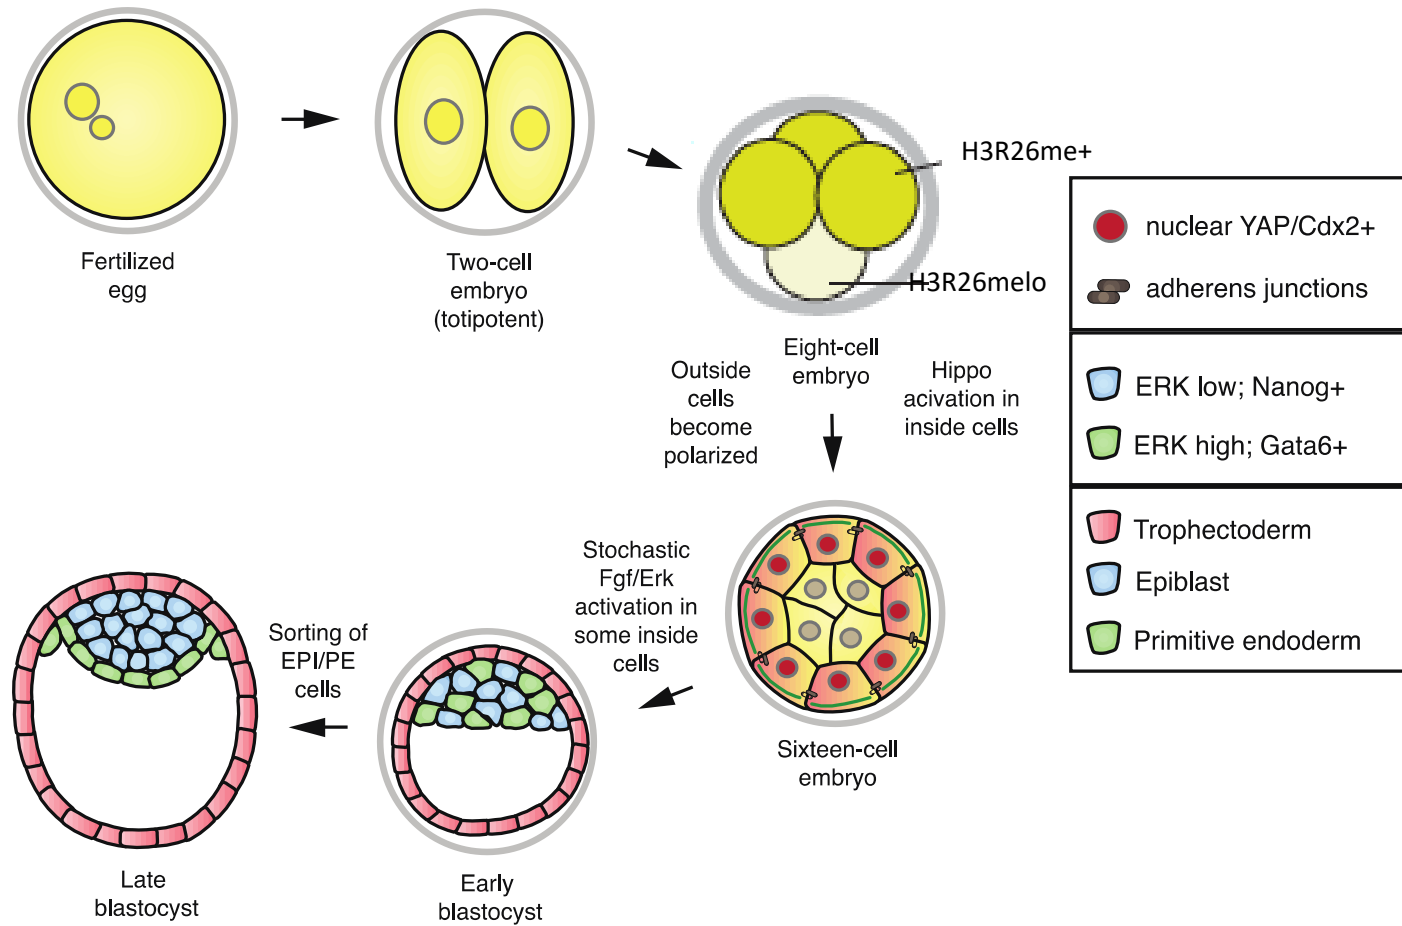 Fertilized
egg
Two-cell
embryo
(totipotent)
H3R26me+
H3R26melo
Eight-cell
embryo
Outside
cells
become
polarized
Hippo
acivation in
inside cells
nuclear YAP/Cdx2+
adherens junctions
ERK low; Nanog+
ERK high; Gata6+
Trophectoderm
Epiblast
Primitive endoderm
Sixteen-cell
embryo
Stochastic
Fgf/Erk
activation in
some inside
cells
Early
blastocyst
Sorting of
EPI/PE
cells
Late
blastocyst